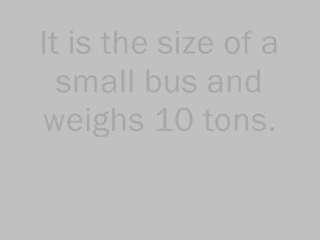 It is the size of a
small bus and
weighs 10 tons.